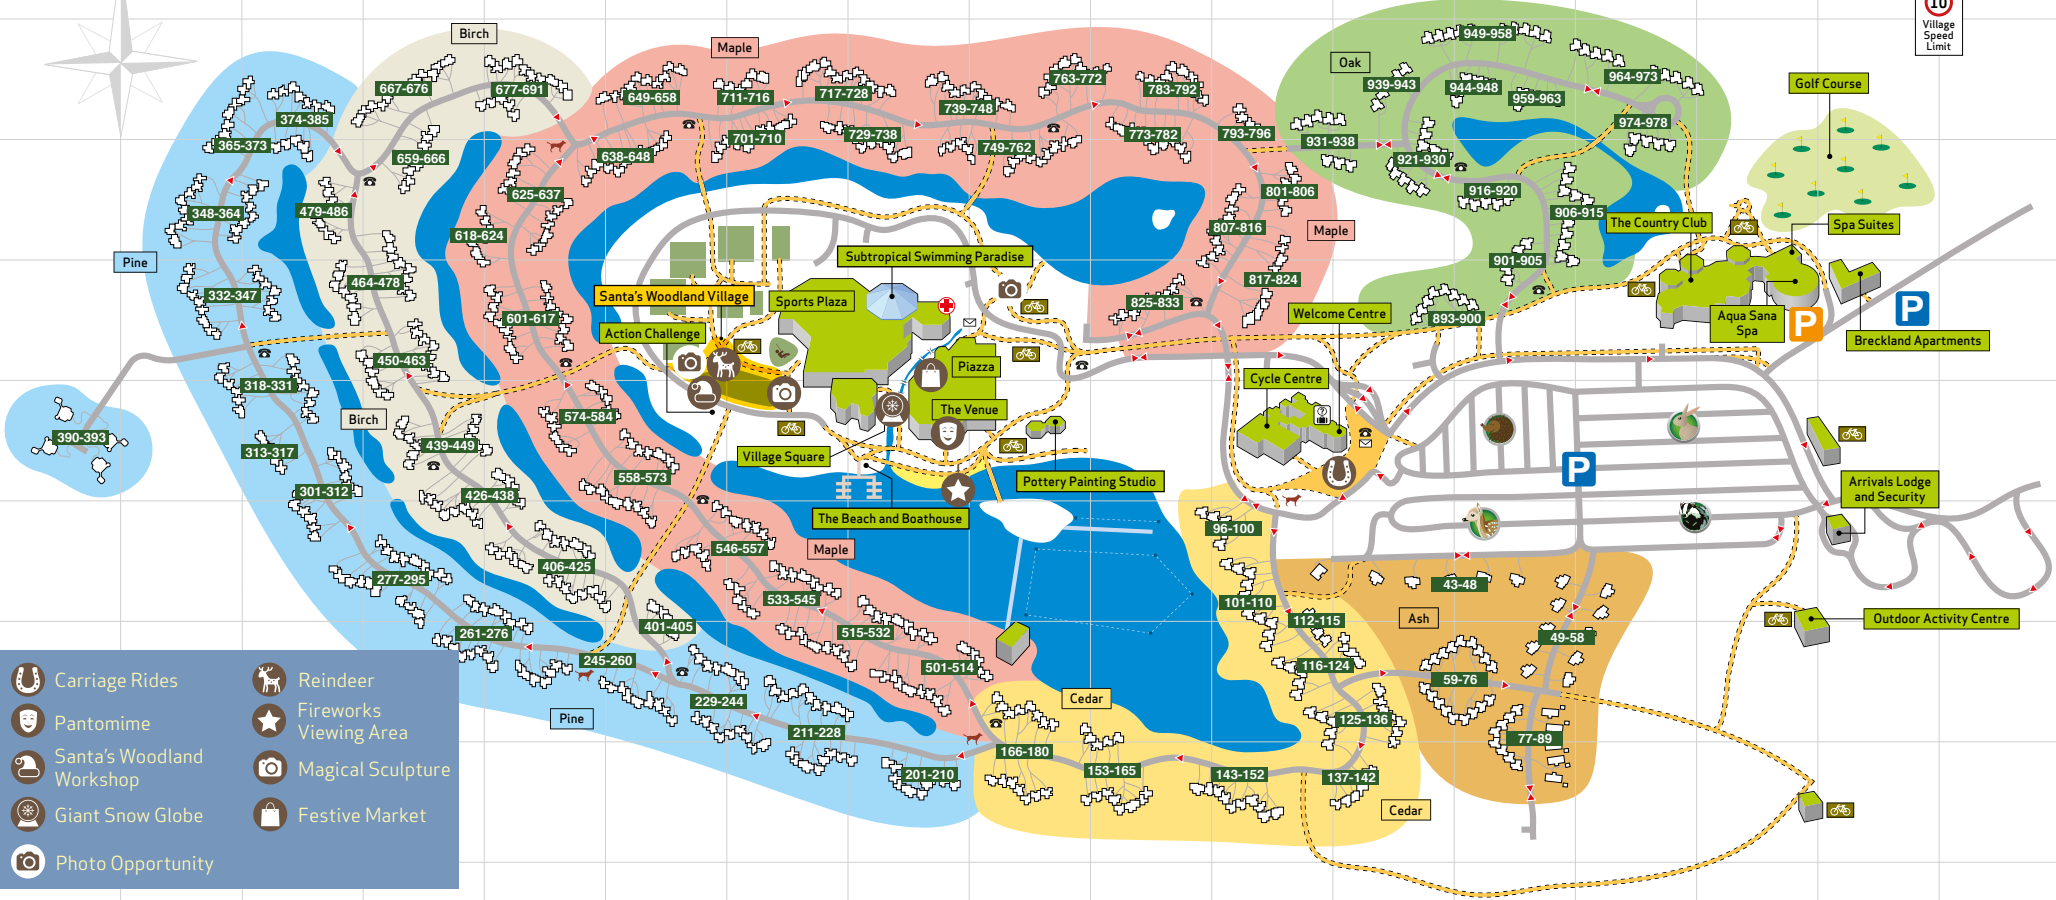 10
Village
Speed
Limit
Birch
Maple
Oak
Golf Course
949-958
964-973
667-676
677-691
649-658
711-716
717-728
739-748
763-772
783-792
939-943
944-948
959-963
374-385
365-373
659-666
638-648
701-710
729-738
749-762
773-782
793-796
931-938
921-930
974-978
348-364
479-486
625-637
618-624
801-806
807-816
916-920
906-915
The Country Club
Spa Suites
Maple
Pine
332-347
464-478
601-617
Subtropical Swimming Paradise
Santa's Woodland Village
Sports Plaza
Action Challenge
817-824
825-833
901-905
893-900
Welcome Centre
Aqua Sana
Spa
P
P
Breckland Apartments
450-463
318-331
Piazza
Cycle Centre
The Venue
Birch
574-584
390-393
313-317
439-449
Village Square
558-573
Pottery Painting Studio
P
301-312
426-438
The Beach and Boathouse
Arrivals Lodge
and Security
96-100
546-557
Maple
406-425
277-295
43-48
533-545
101-110
112-115
Ash
Outdoor Activity Centre
401-405
261-276
515-532
49-58
245-260
501-514
116-124
59-76
229-244
Cedar
Pine
211-228
125-136
77-89
166-180
201-210
153-165
143-152
137-142
Cedar
Carriage Rides
Reindeer
Pantomime
Fireworks
Viewing Area
Santa's Woodland
Workshop
Magical Sculpture
Giant Snow Globe
Festive Market
Photo Opportunity